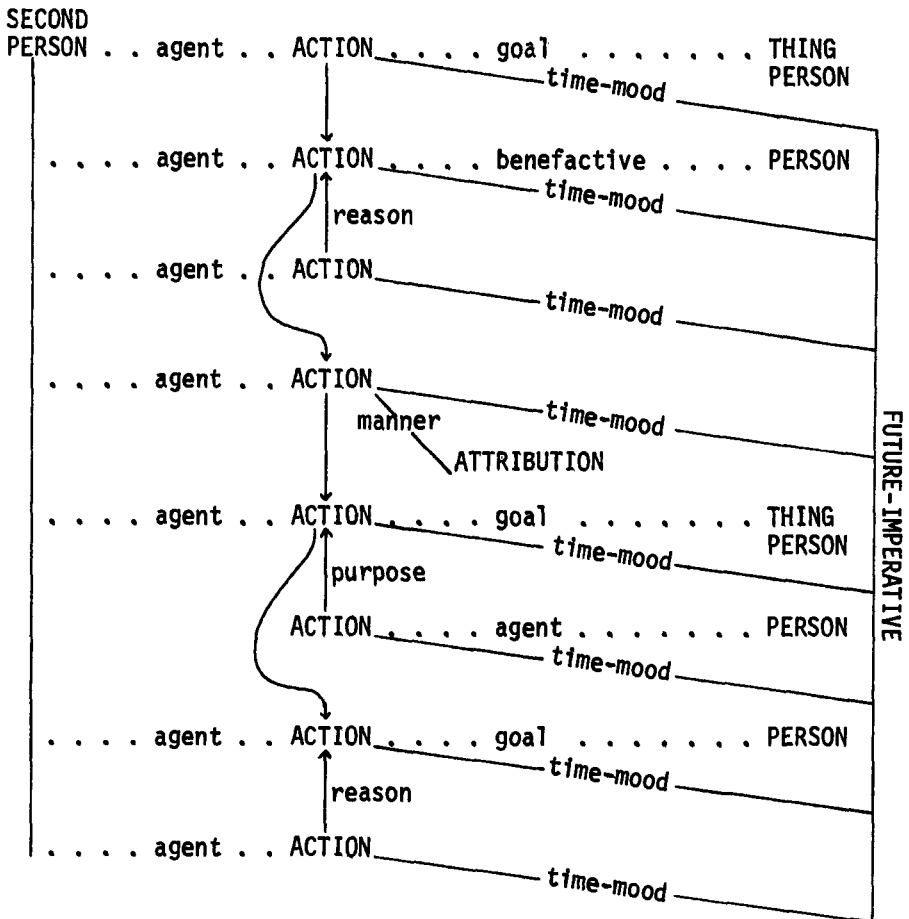 SECOND
PERSON . . agent . . ACTION . . . . goal . . . . . . . THING
PERSON
time-mood
. . . . agent . . ACTION . . . . benefactive . . . . PERSON
time-mood
reason
. . . . agent . . ACTION
time-mood
. . . . agent . . ACTION
time-mood
manner
ATTRIBUTION
FUTURE-IMPERATIVE
. . . . agent . . ACTION . . . . goal . . . . . . . THING
PERSON
time-mood
purpose
ACTION . . . . agent . . . . . . . PERSON
time-mood
. . . . agent . . ACTION . . . . goal . . . . . . . PERSON
time-mood
reason
. . . . agent . . ACTION
time-mood